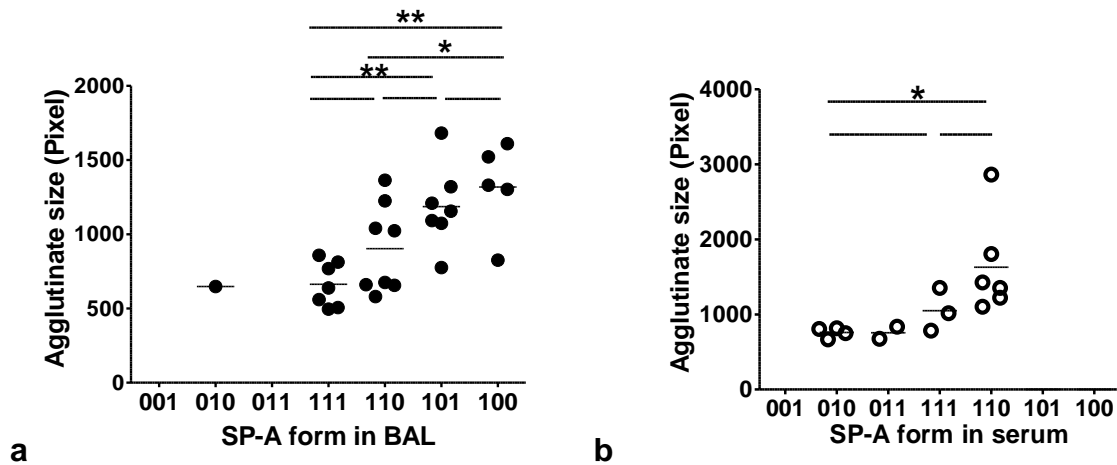 **
*
**
2000
1500
1000
500
0
Agglutinate size (Pixel)
001 010 011 111 110 101 100
SP-A form in BAL
a
*
4000
3000
2000
1000
0
Agglutinate size (Pixel)
001 010 011 111 110 101 100
SP-A form in serum
b